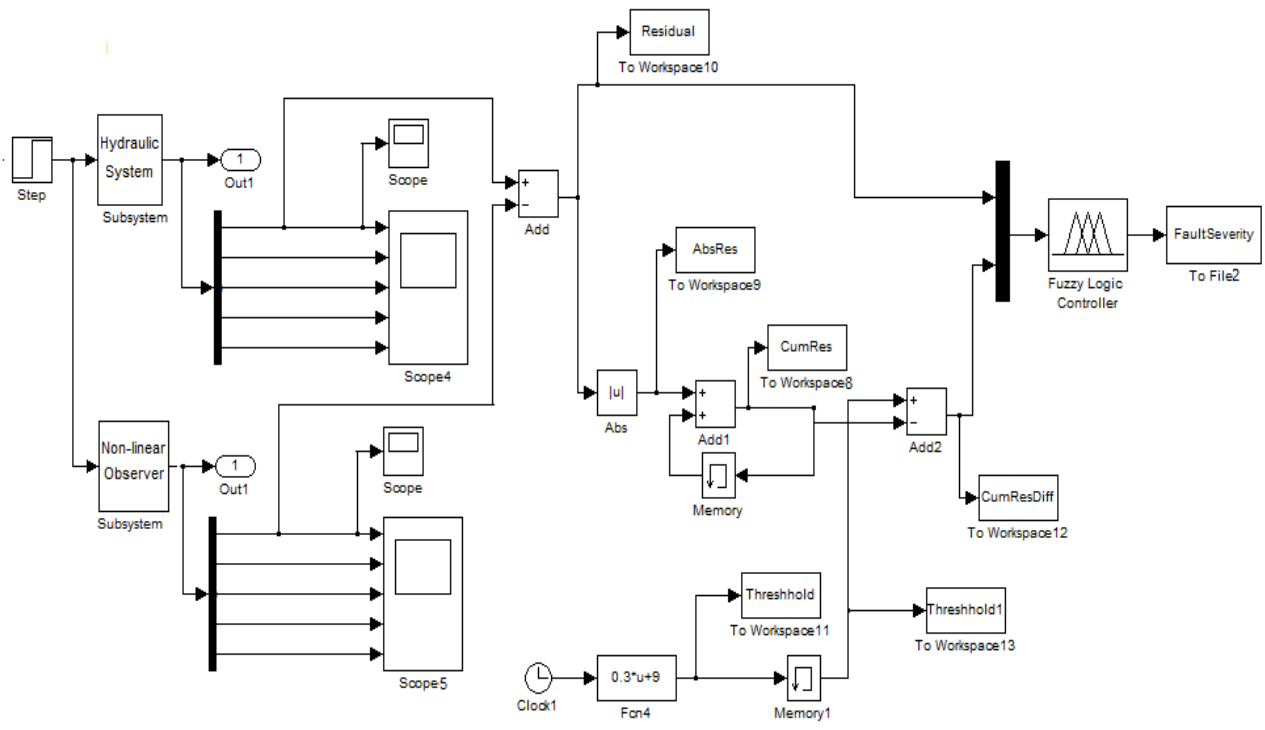 Residual
To Workspace10
Hydraulic
System
Subsystem
Step
1
Out1
Scope
+
−
Add
AbsRes
To Workspace9
Fuzzy Logic
Controller
FaultSeverity
To File2
Scope4
CumRes
To Workspace8
|u|
Abs
+
+
Add1
+
−
Add2
Memory
Non-linear
Observer
Subsystem
1
Out1
Scope
CumResDiff
To Workspace12
Threshhold
To Workspace11
Threshhold1
To Workspace13
Scope5
Clock1
0.3*u+9
Fcn4
Memory1